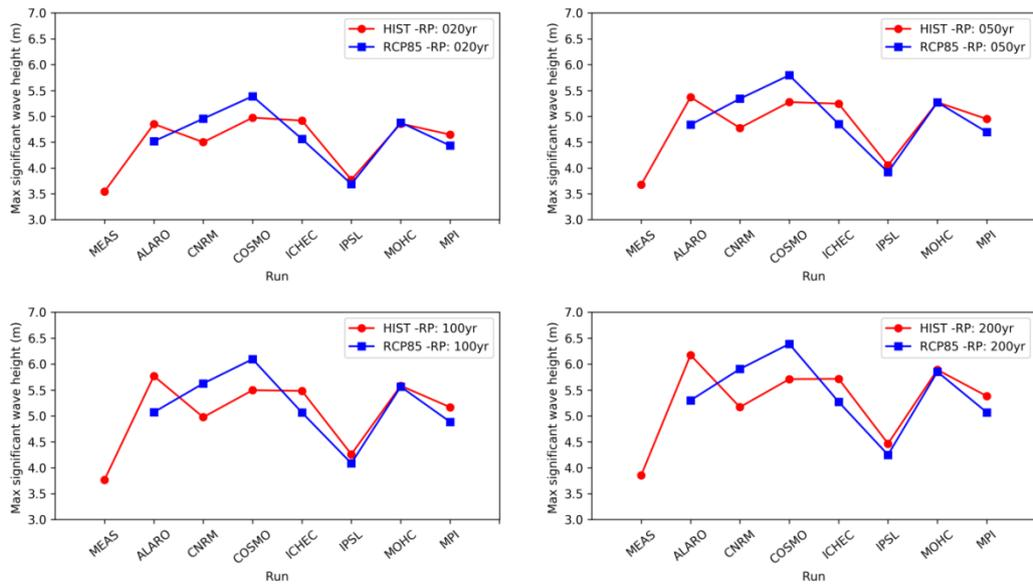 HIST -RP: 020yr
RCP85 -RP: 020yr
Max significant wave height (m)
7.0
6.5
6.0
5.5
5.0
4.5
4.0
3.5
3.0
MEAS ALARO CNRM COSMO ICHEC IPSL MOHC MPI
Run
HIST -RP: 050yr
RCP85 -RP: 050yr
Max significant wave height (m)
7.0
6.5
6.0
5.5
5.0
4.5
4.0
3.5
3.0
MEAS ALARO CNRM COSMO ICHEC IPSL MOHC MPI
Run
HIST -RP: 100yr
RCP85 -RP: 100yr
Max significant wave height (m)
7.0
6.5
6.0
5.5
5.0
4.5
4.0
3.5
3.0
MEAS ALARO CNRM COSMO ICHEC IPSL MOHC MPI
Run
HIST -RP: 200yr
RCP85 -RP: 200yr
Max significant wave height (m)
7.0
6.5
6.0
5.5
5.0
4.5
4.0
3.5
3.0
MEAS ALARO CNRM COSMO ICHEC IPSL MOHC MPI
Run